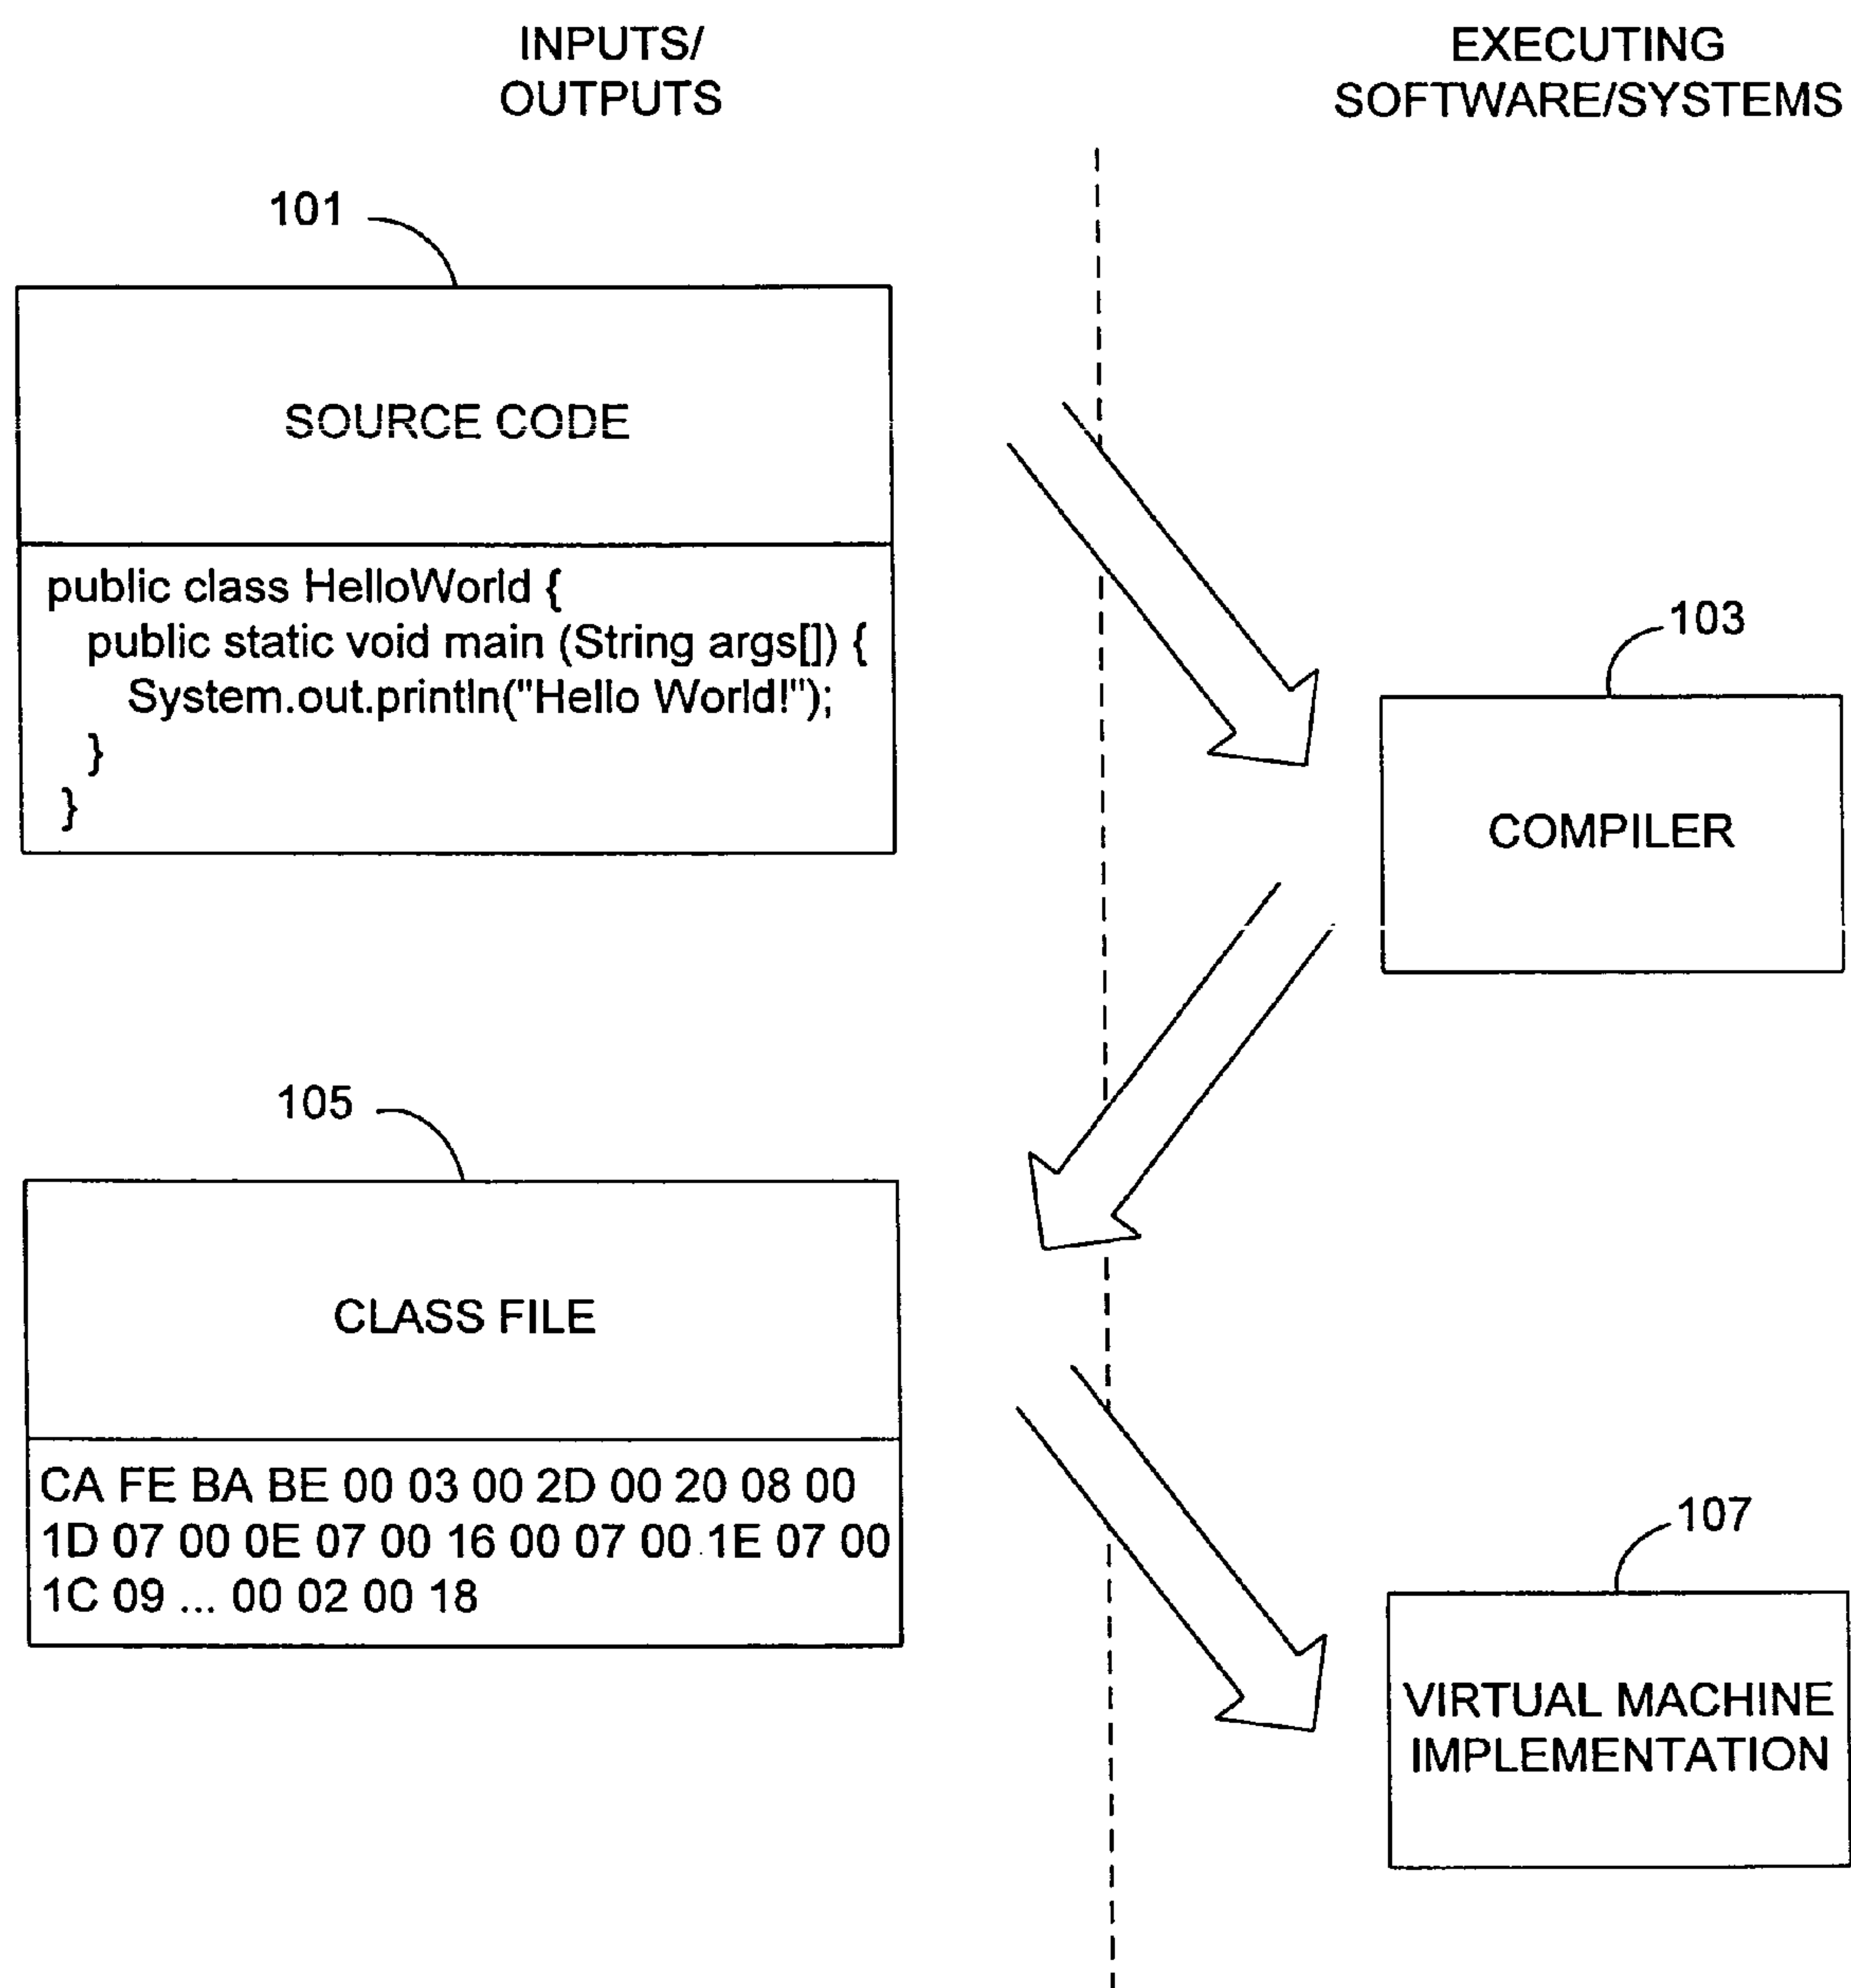 INPUTS/
OUTPUTS
EXECUTING
SOFTWARE/SYSTEMS
101
SOURCE CODE
public class HelloWorld {
public static void main (String args[]) {
System.out.println("Hello World!");
}
}
103
COMPILER
105
CLASS FILE
CA FE BA BE 00 03 00 2D 00 20 08 00
1D 07 00 0E 07 00 16 00 07 00 1E 07 00
1C 09 ... 00 02 00 18
107
VIRTUAL MACHINE
IMPLEMENTATION